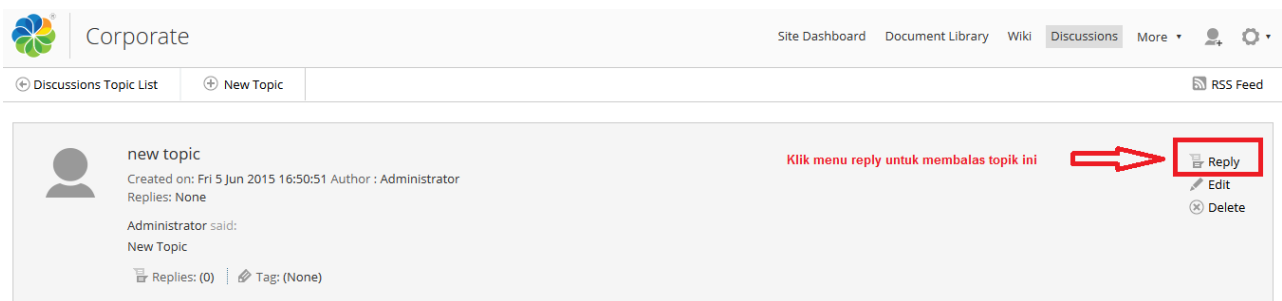 Corporate
Site Dashboard Document Library Wiki Discussions More
Discussions Topic List New Topic RSS Feed
new topic
Klik menu reply untuk membalas topik ini
Reply
Created on: Fri 5 Jun 2015 16:50:51 Author : Administrator
Edit
Replies: None
Delete
Administrator said:
New Topic
Replies: (0) Tag: (None)